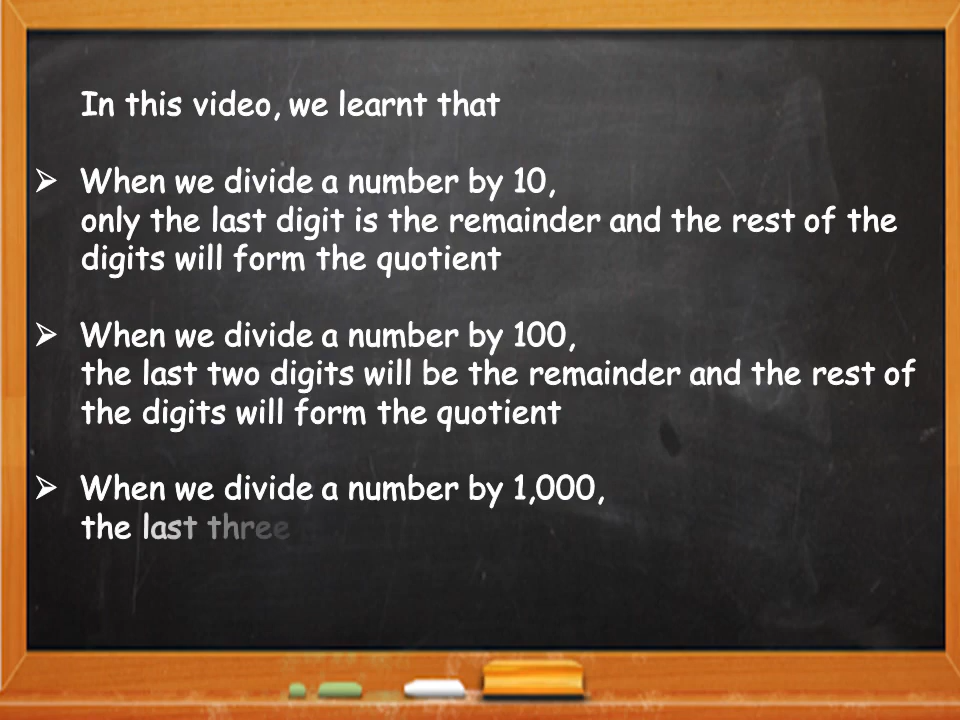 In this video, we learnt that
➢ When we divide a number by 10,
only the last digit is the remainder and the rest of the
digits will form the quotient
➢ When we divide a number by 100,
the last two digits will be the remainder and the rest of
the digits will form the quotient
➢ When we divide a number by 1,000,
the last three